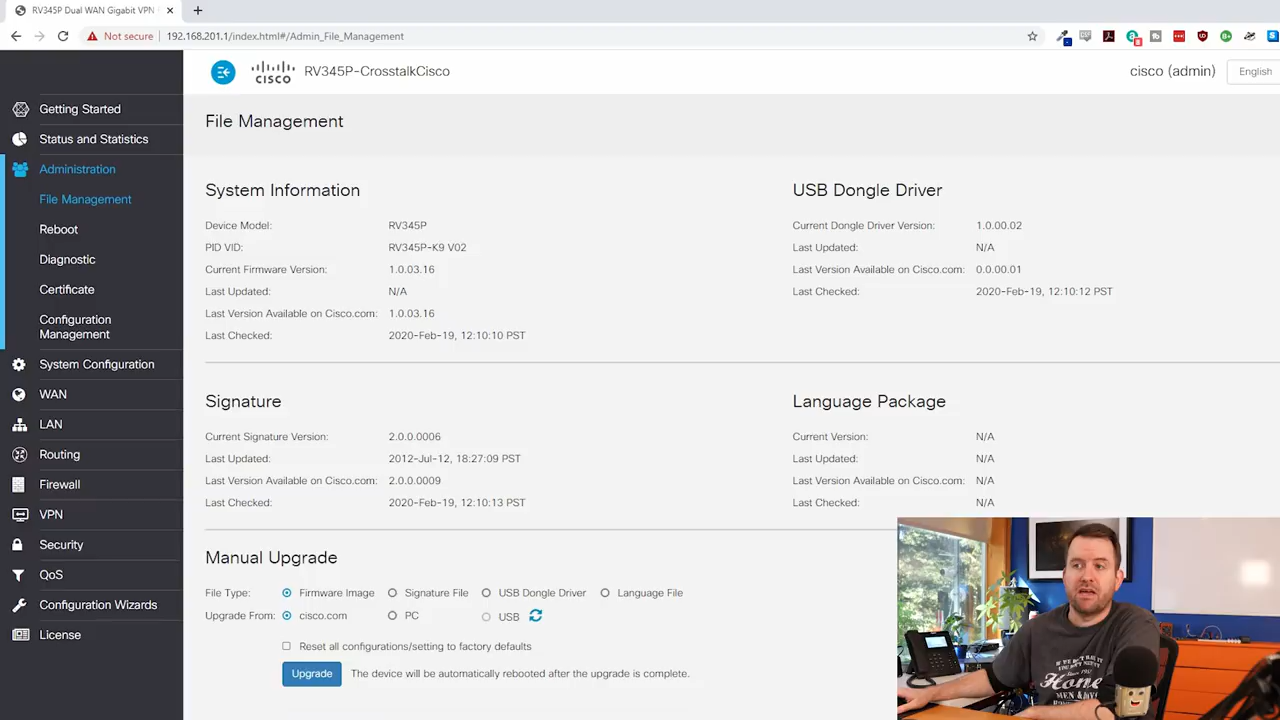 RV345P Dual WAN Gigabit VPN
Not secure 192.168.201.1/index.html#/Admin_File_Management
CISCO RV345P-CrosstalkCisco cisco (admin) English
Getting Started
Status and Statistics
Administration
File Management
Reboot
Diagnostic
Certificate
Configuration
Management
System Configuration
WAN
LAN
Routing
Firewall
VPN
Security
QoS
Configuration Wizards
License
File Management
System Information
Device Model: RV345P
PID VID: RV345P-K9 V02
Current Firmware Version: 1.0.03.16
Last Updated: N/A
Last Version Available on Cisco.com: 1.0.03.16
Last Checked: 2020-Feb-19, 12:10:10 PST
USB Dongle Driver
Current Dongle Driver Version: 1.0.00.02
Last Updated: N/A
Last Version Available on Cisco.com: 0.0.00.01
Last Checked: 2020-Feb-19, 12:10:12 PST
Signature
Current Signature Version: 2.0.0.0006
Last Updated: 2012-Jul-12, 18:27:09 PST
Last Version Available on Cisco.com: 2.0.0.0009
Last Checked: 2020-Feb-19, 12:10:13 PST
Language Package
Current Version: N/A
Last Updated: N/A
Last Version Available on Cisco.com: N/A
Last Checked: N/A
Manual Upgrade
File Type: Firmware Image Signature File USB Dongle Driver Language File
Upgrade From: cisco.com PC USB
Reset all configurations/setting to factory defaults
Upgrade The device will be automatically rebooted after the upgrade is complete.
Home
MEN &